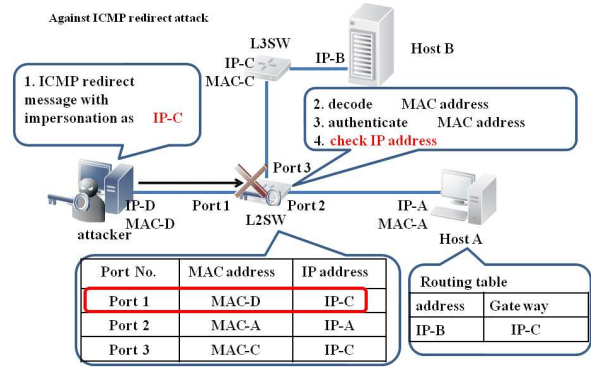 Against ICMP redirect attack
L3SW
IP-C
MAC-C
IP-B
Host B
1. ICMP redirect
message with
impersonation as IP-C
2. decode MAC address
3. authenticate MAC address
4. check IP address
Port 3
IP-D
MAC-D
attacker
Port 1
L2SW
Port 2
IP-A
MAC-A
Host A
Port No. MAC address IP address
Port 1 MAC-D IP-C
Port 2 MAC-A IP-A
Port 3 MAC-C IP-C
Routing table
address Gate way
IP-B IP-C